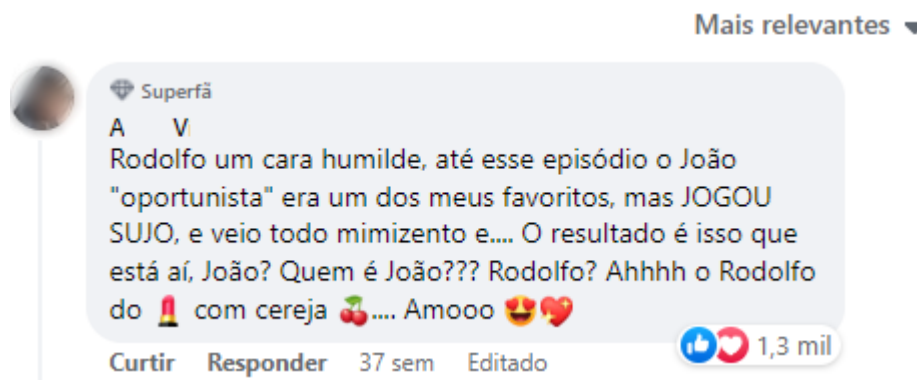 Mais relevantes
Superfã
A V
Rodolfo um cara humilde, até esse episódio o João
"oportunista" era um dos meus favoritos, mas JOGOU
SUJO, e veio todo mimizento e.... O resultado é isso que
está aí, João? Quem é João??? Rodolfo? Ahhhh o Rodolfo
do 💄 com cereja 🍒.... Amooo 🤩💖
Curtir Responder 37 sem Editado
1,3 mil